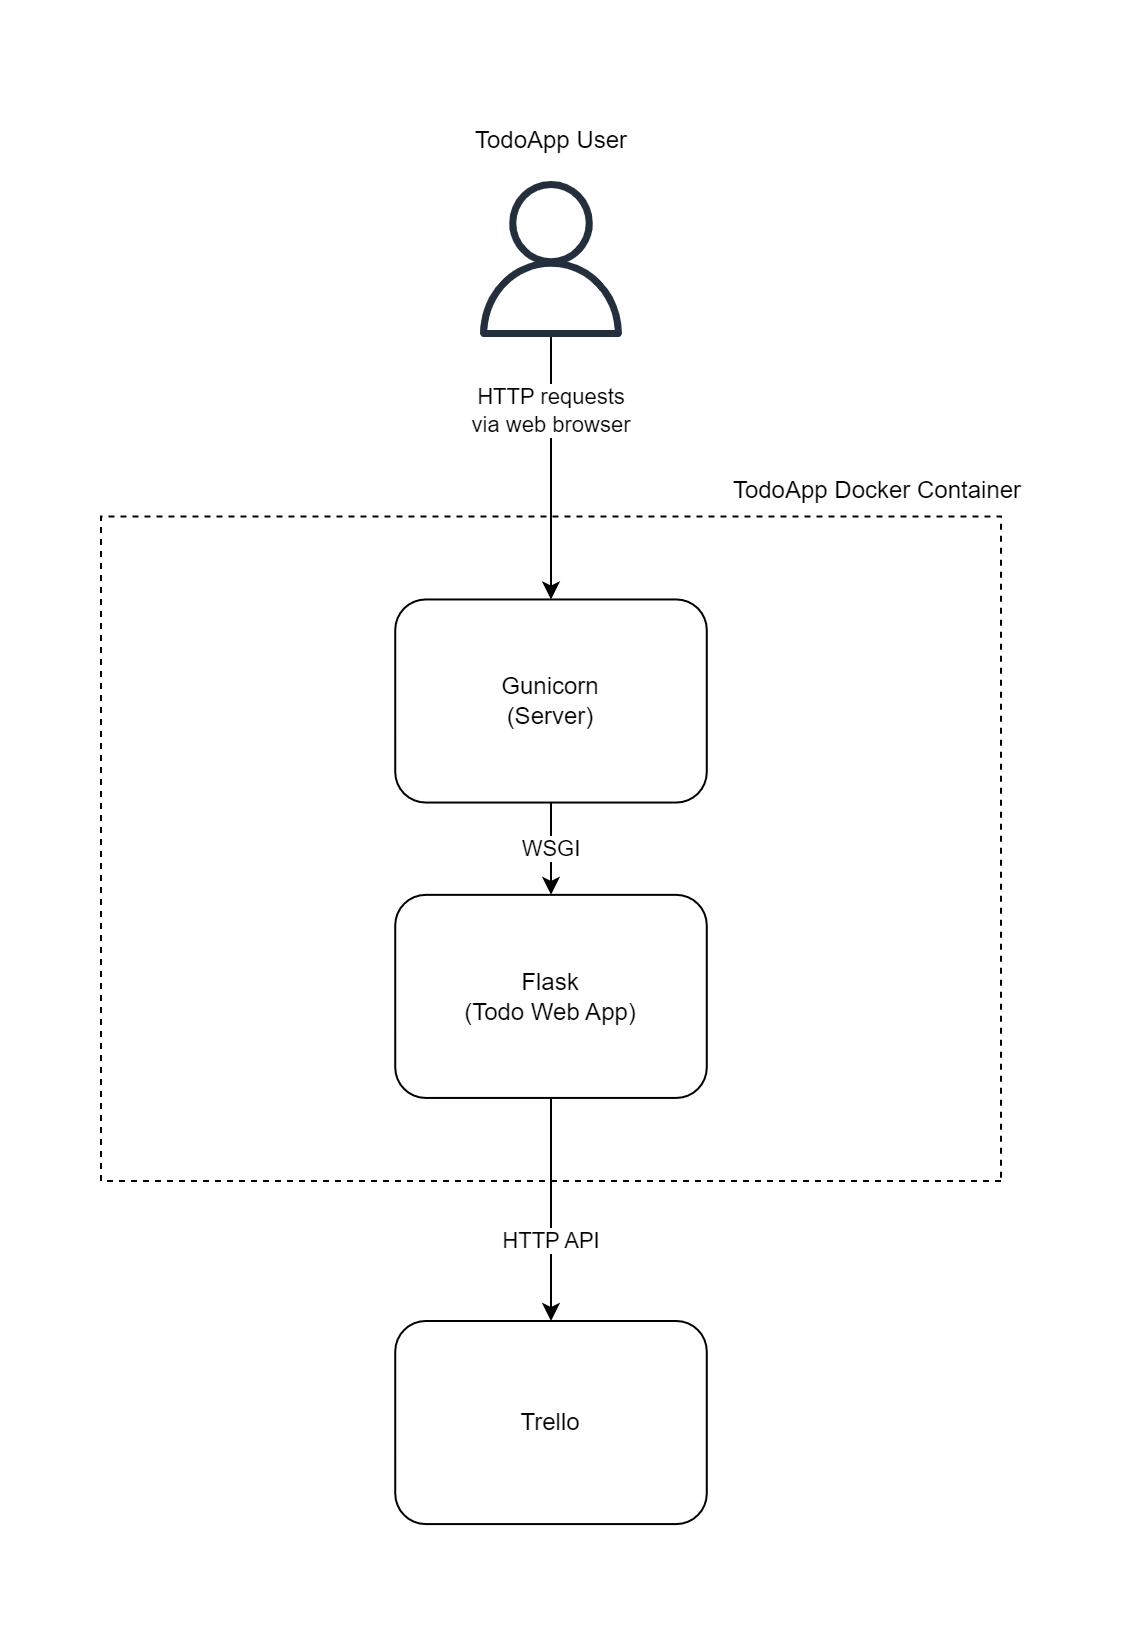 TodoApp User
HTTP requests
via web browser
TodoApp Docker Container
Gunicorn
(Server)
WSGI
Flask
(Todo Web App)
HTTP API
Trello